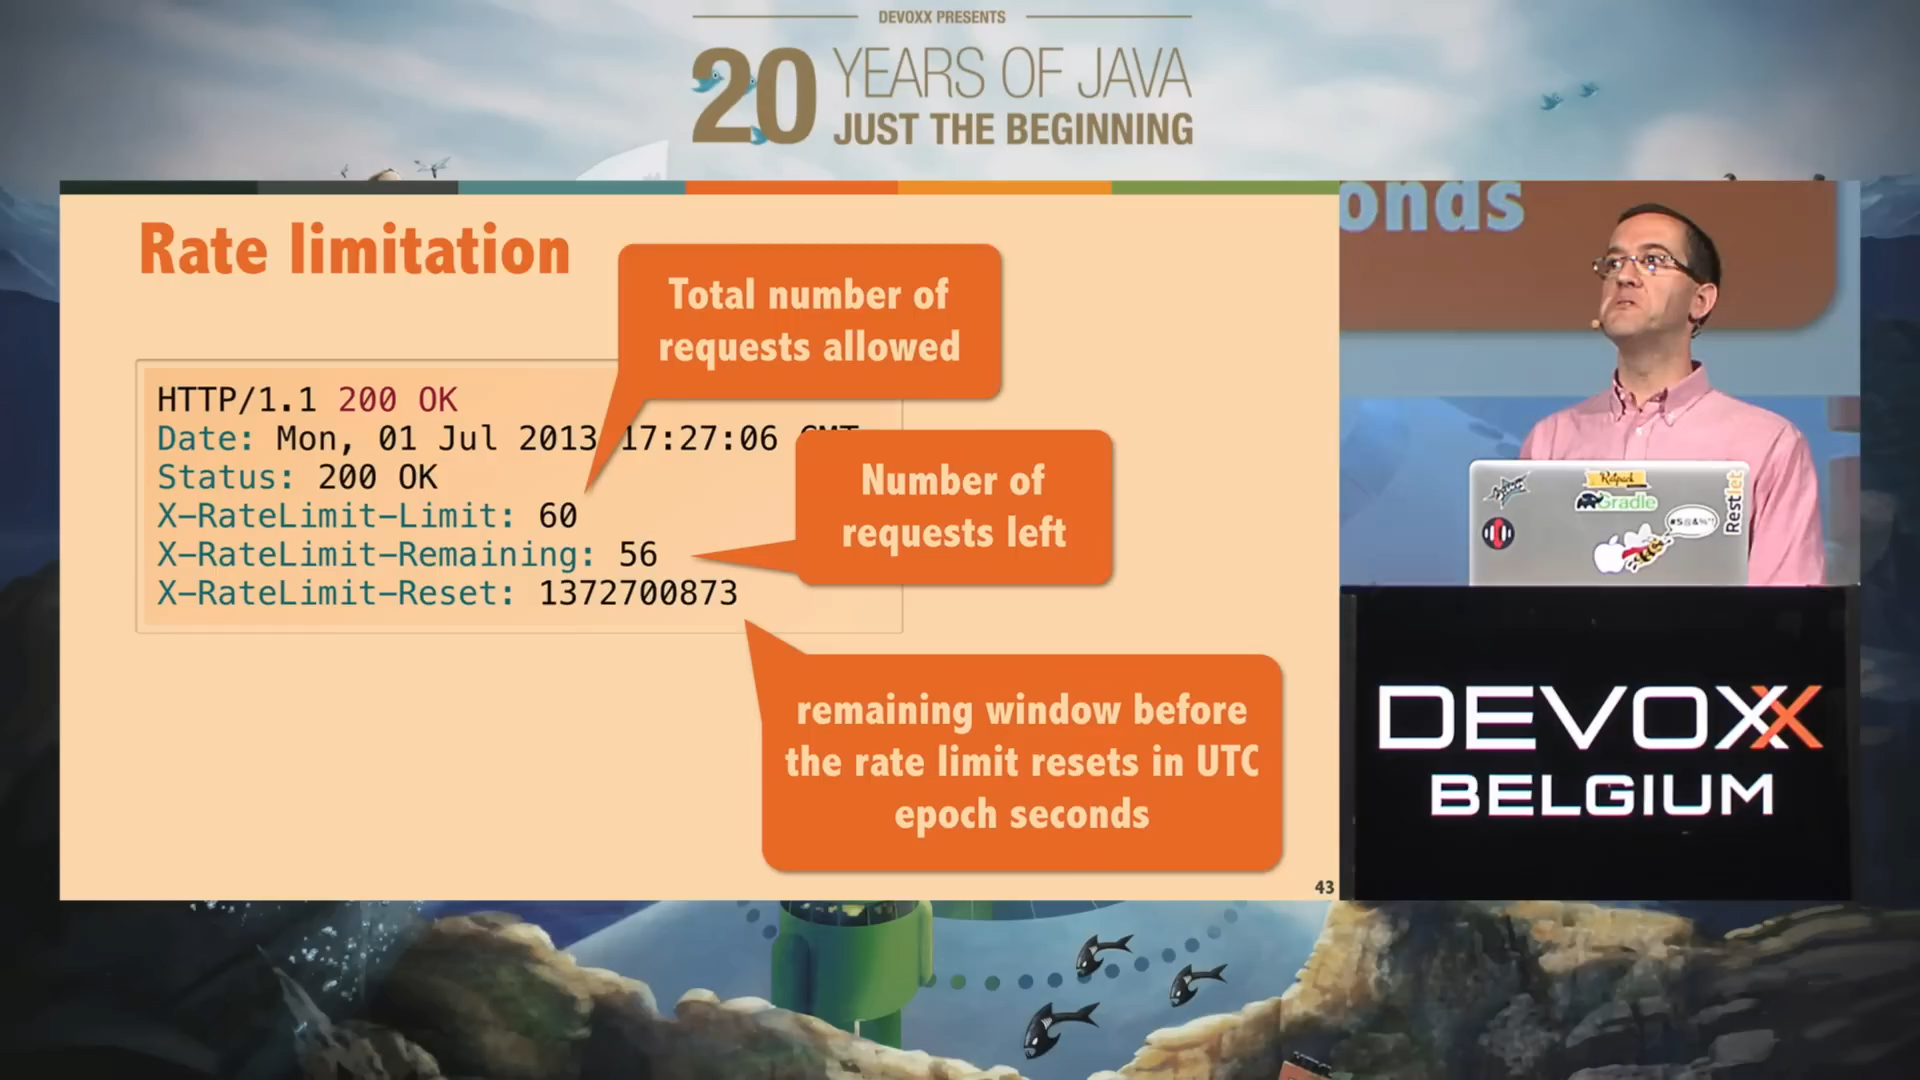 DEVOXX PRESENTS
20 YEARS OF JAVA
JUST THE BEGINNING
Rate limitation
Total number of
requests allowed
HTTP/1.1 200 OK
Date: Mon, 01 Jul 2013 17:27:06 GMT
Status: 200 OK
X-RateLimit-Limit: 60
X-RateLimit-Remaining: 56
X-RateLimit-Reset: 1372700873
Number of
requests left
remaining window before
the rate limit resets in UTC
epoch seconds
43
onds
Ratpack
Gradle
#$@&%*!
Restlet
DEVOXX
BELGIUM